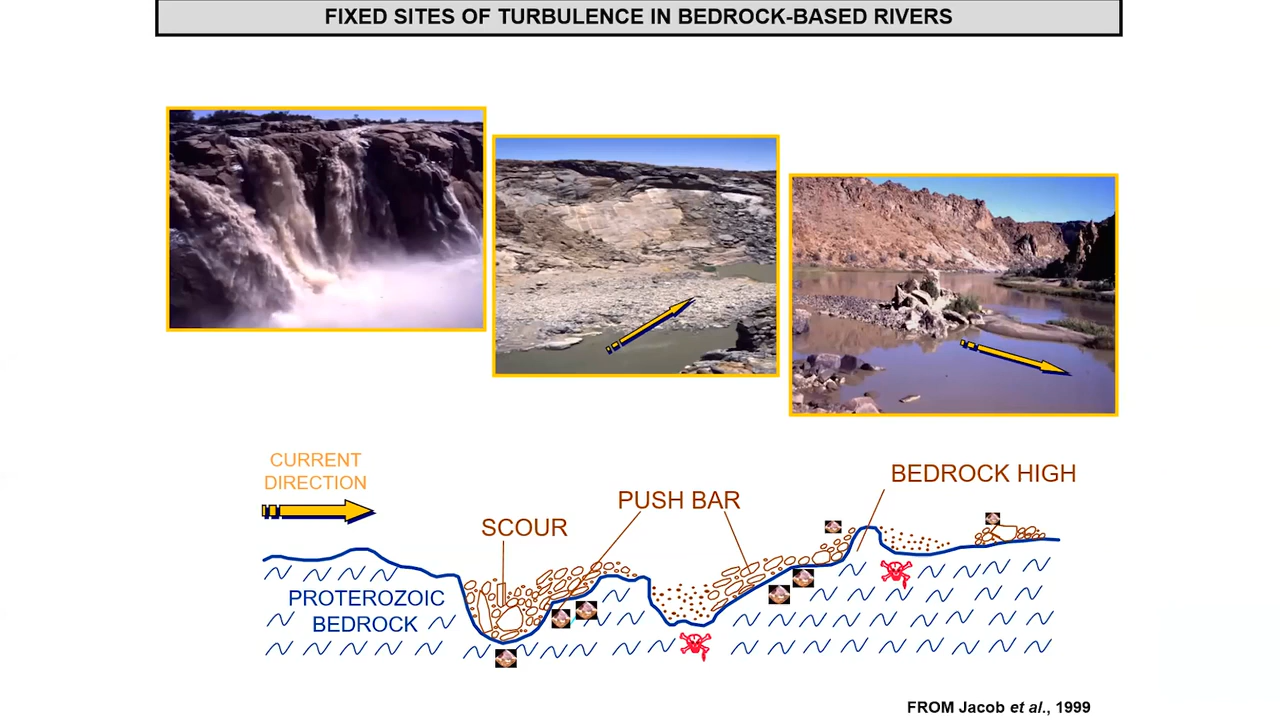 FIXED SITES OF TURBULENCE IN BEDROCK-BASED RIVERS
CURRENT
DIRECTION
SCOUR
PUSH BAR
BEDROCK HIGH
PROTEROZOIC
BEDROCK
FROM Jacob et al., 1999